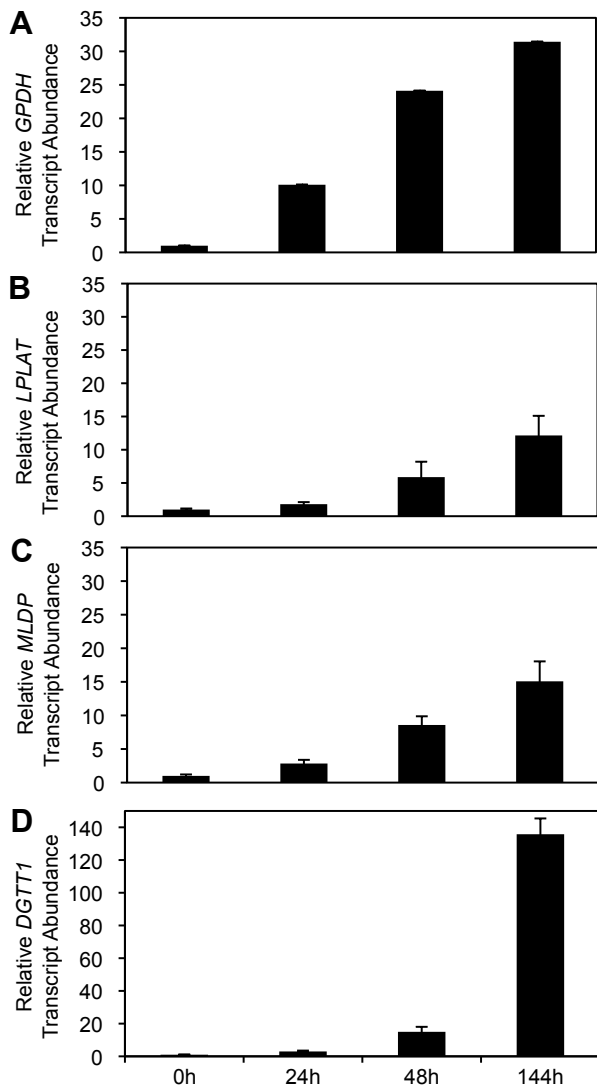 A
Relative GPDH
Transcript Abundance
35
30
25
20
15
10
5
0
B
Relative LPLAT
Transcript Abundance
35
30
25
20
15
10
5
0
C
Relative MLDP
Transcript Abundance
35
30
25
20
15
10
5
0
D
Relative DGTT1
Transcript Abundance
140
120
100
80
60
40
20
0
0h 24h 48h 144h